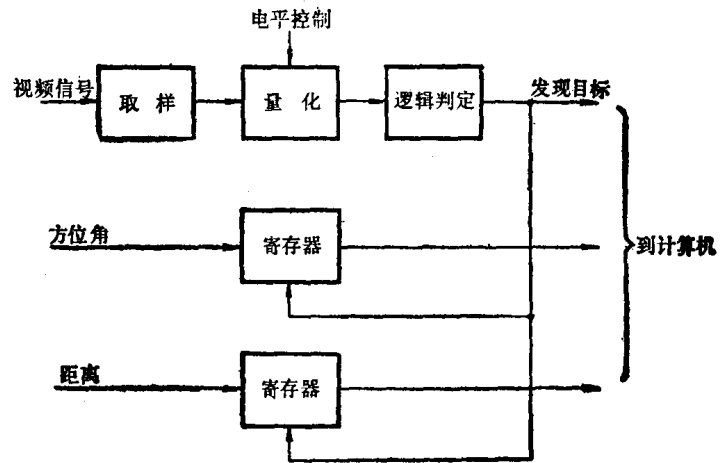 电平控制
视频信号
取样
量化
逻辑判定
发现目标
方位角
寄存器
到计算机
距离
寄存器